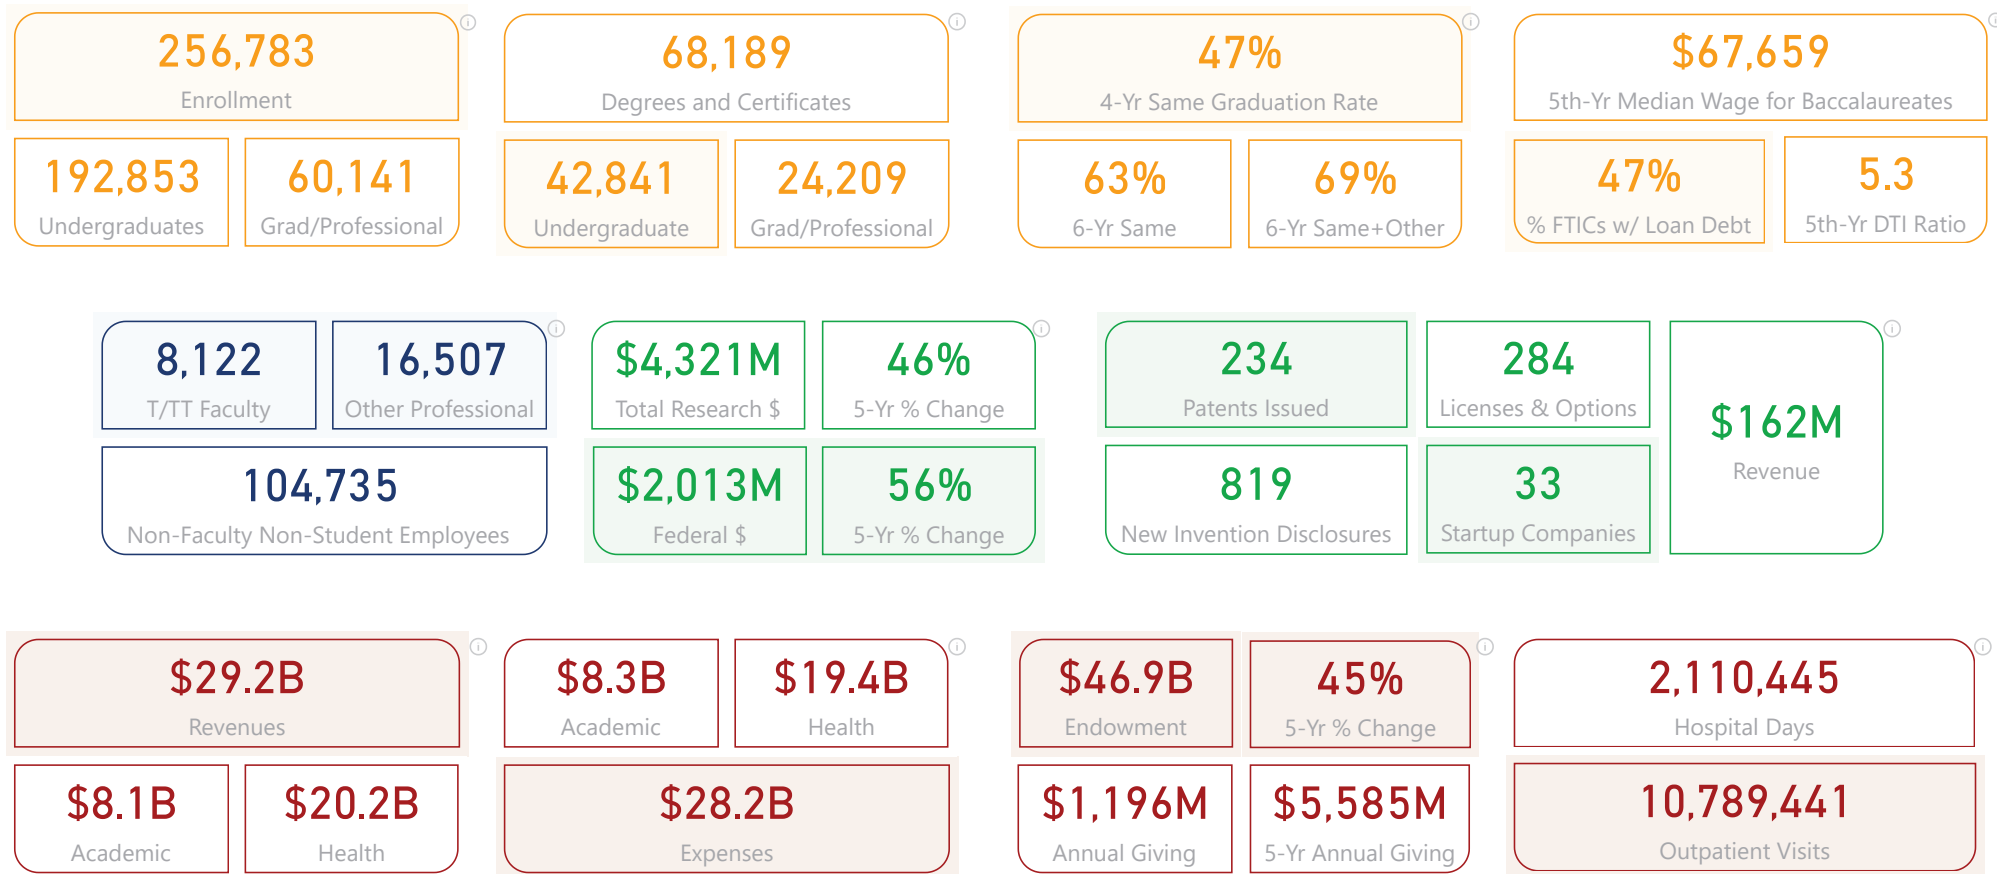 256,783
Enrollment
192,853
Undergraduates
60,141
Grad/Professional
68,189
Degrees and Certificates
42,841
Undergraduate
24,209
Grad/Professional
47%
4-Yr Same Graduation Rate
63%
6-Yr Same
69%
6-Yr Same+Other
$67,659
5th-Yr Median Wage for Baccalaureates
47%
% FTICs w/ Loan Debt
5.3
5th-Yr DTI Ratio
8,122
T/TT Faculty
16,507
Other Professional
104,735
Non-Faculty Non-Student Employees
$4,321M
Total Research $
46%
5-Yr % Change
$2,013M
Federal $
56%
5-Yr % Change
234
Patents Issued
284
Licenses & Options
819
New Invention Disclosures
33
Startup Companies
$162M
Revenue
$29.2B
Revenues
$8.1B
Academic
$20.2B
Health
$8.3B
Academic
$19.4B
Health
$28.2B
Expenses
$46.9B
Endowment
45%
5-Yr % Change
$1,196M
Annual Giving
$5,585M
5-Yr Annual Giving
2,110,445
Hospital Days
10,789,441
Outpatient Visits